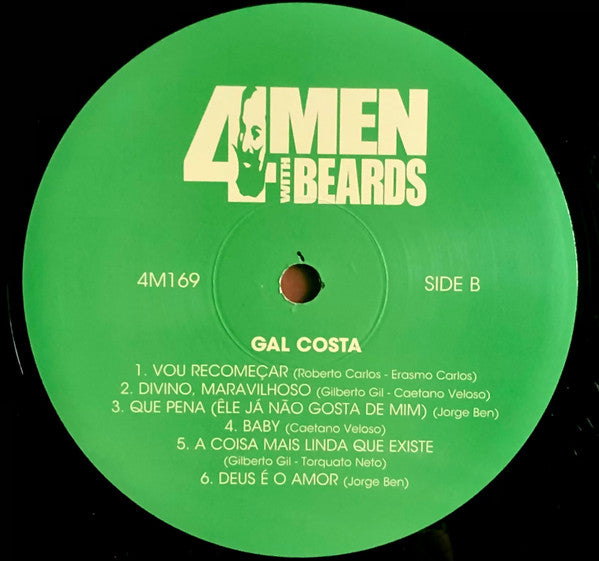 4 MEN
WITH BEARDS
4M169
SIDE B
GAL COSTA
1. VOU RECOMEÇAR (Roberto Carlos - Erasmo Carlos)
2. DIVINO, MARAVILHOSO (Gilberto Gil - Caetano Veloso)
3. QUE PENA (ÊLE JÁ NÃO GOSTA DE MIM) (Jorge Ben)
4. BABY (Caetano Veloso)
5. A COISA MAIS LINDA QUE EXISTE
(Gilberto Gil - Torquato Neto)
6. DEUS É O AMOR (Jorge Ben)